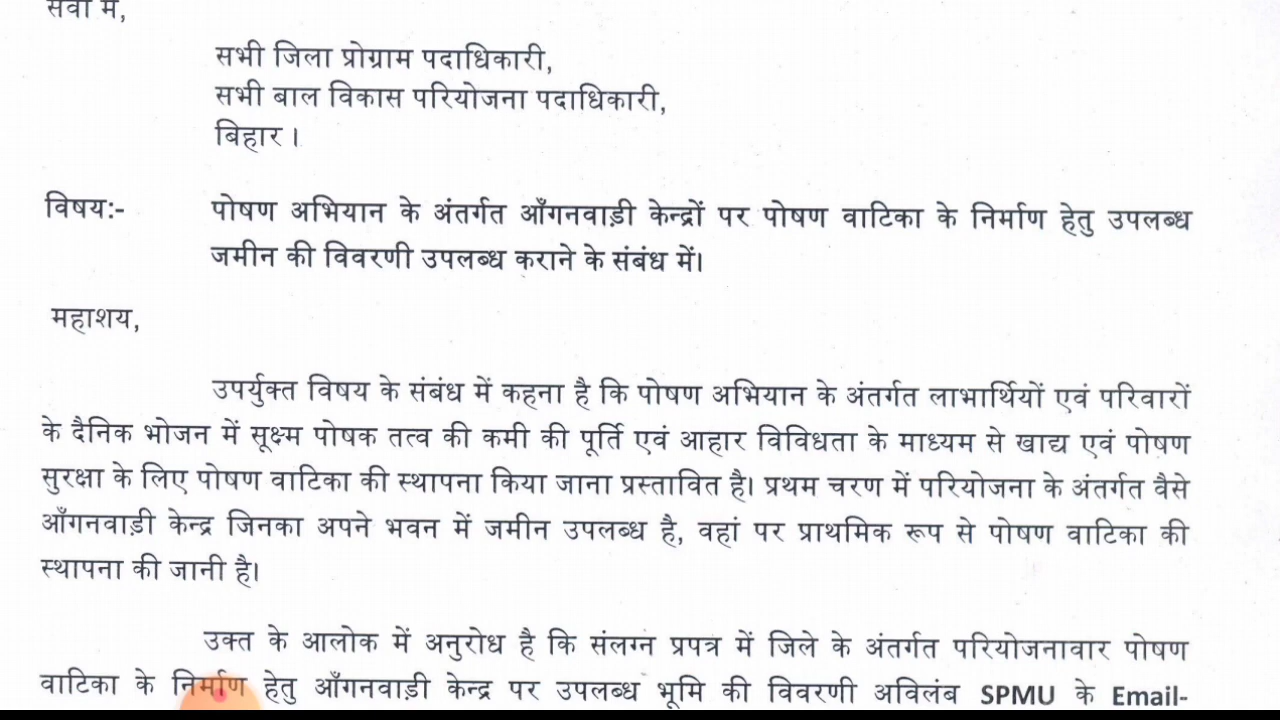 सेवा में,
सभी जिला प्रोग्राम पदाधिकारी,
सभी बाल विकास परियोजना पदाधिकारी,
बिहार ।
विषय:- पोषण अभियान के अंतर्गत आँगनवाड़ी केन्द्रों पर पोषण वाटिका के निर्माण हेतु उपलब्ध
जमीन की विवरणी उपलब्ध कराने के संबंध में।
महाशय,
उपर्युक्त विषय के संबंध में कहना है कि पोषण अभियान के अंतर्गत लाभार्थियों एवं परिवारों
के दैनिक भोजन में सूक्ष्म पोषक तत्व की कमी की पूर्ति एवं आहार विविधता के माध्यम से खाद्य एवं पोषण
सुरक्षा के लिए पोषण वाटिका की स्थापना किया जाना प्रस्तावित है। प्रथम चरण में परियोजना के अंतर्गत वैसे
आँगनवाड़ी केन्द्र जिनका अपने भवन में जमीन उपलब्ध है, वहां पर प्राथमिक रूप से पोषण वाटिका की
स्थापना की जानी है।
उक्त के आलोक में अनुरोध है कि संलग्न प्रपत्र में जिले के अंतर्गत परियोजनावार पोषण
वाटिका के निर्माण हेतु आँगनवाड़ी केन्द्र पर उपलब्ध भूमि की विवरणी अविलंब SPMU के Email-